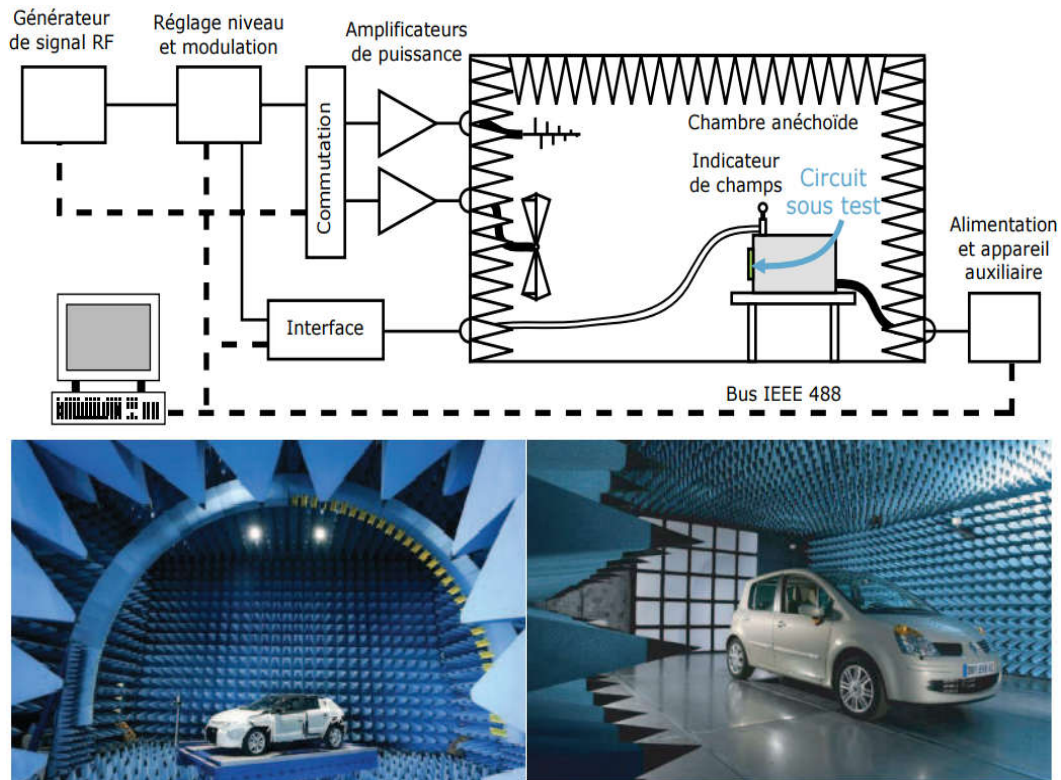 Générateur
de signal RF
Réglage niveau
et modulation
Amplificateurs
de puissance
Commutation
Chambre anéchoïde
Indicateur
de champs
Circuit
sous test
Alimentation
et appareil
auxiliaire
Interface
Bus IEEE 488